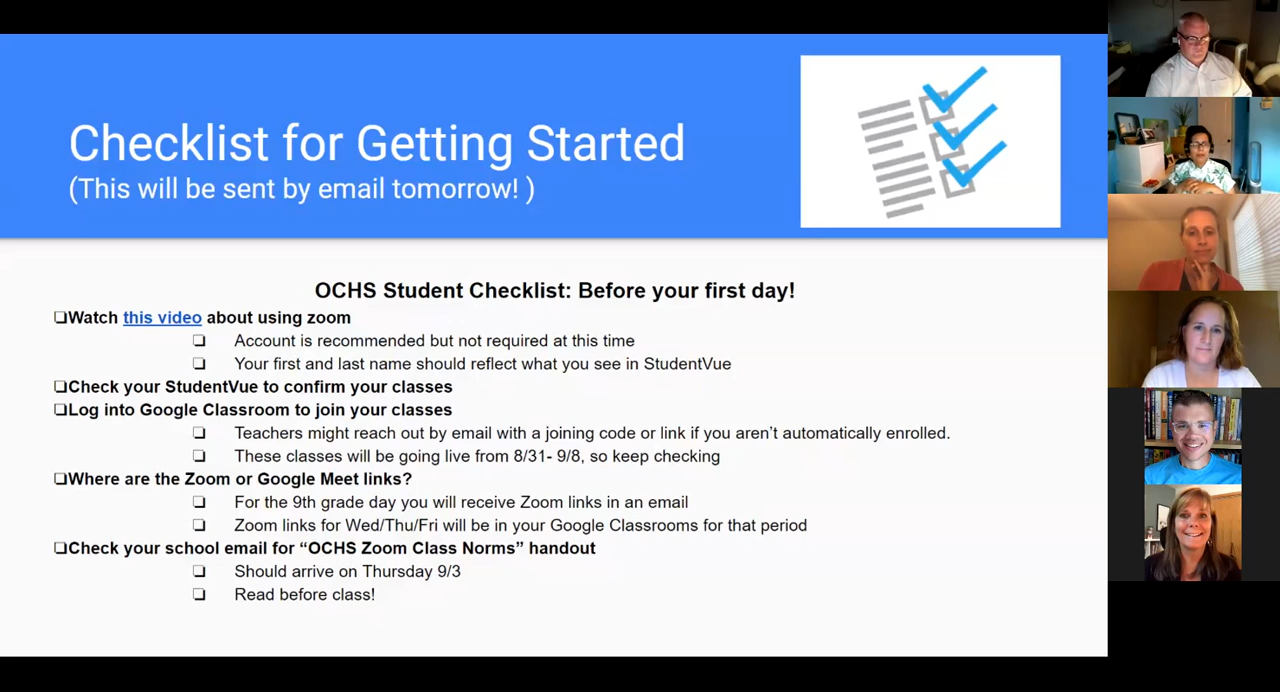 Checklist for Getting Started
(This will be sent by email tomorrow! )
OCHS Student Checklist: Before your first day!
❏Watch this video about using zoom
❏ Account is recommended but not required at this time
❏ Your first and last name should reflect what you see in StudentVue
❏Check your StudentVue to confirm your classes
❏Log into Google Classroom to join your classes
❏ Teachers might reach out by email with a joining code or link if you aren’t automatically enrolled.
❏ These classes will be going live from 8/31- 9/8, so keep checking
❏Where are the Zoom or Google Meet links?
❏ For the 9th grade day you will receive Zoom links in an email
❏ Zoom links for Wed/Thu/Fri will be in your Google Classrooms for that period
❏Check your school email for “OCHS Zoom Class Norms” handout
❏ Should arrive on Thursday 9/3
❏ Read before class!